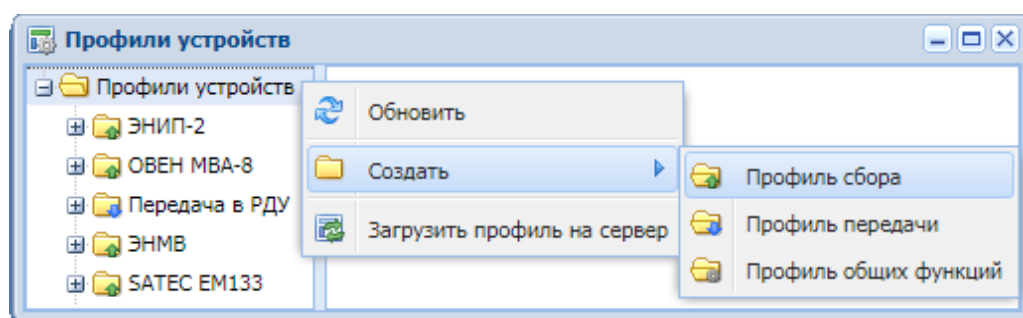 Профили устройств
Профили устройств
ЭНИП-2
ОВЕН МВА-8
Передача в РДУ
ЭНМВ
SATEC EM133
Обновить
Создать
Загрузить профиль на сервер
Профиль сбора
Профиль передачи
Профиль общих функций